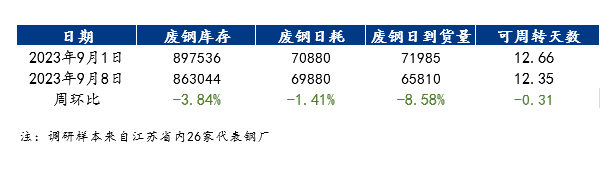 日期 废钢库存 废钢日耗 废钢日到货量 可周转天数
2023年9月1日 897536 70880 71985 12.66
2023年9月8日 863044 69880 65810 12.35
周环比 -3.84% -1.41% -8.58% -0.31
注: 调研样本来自江苏省内26家代表钢厂